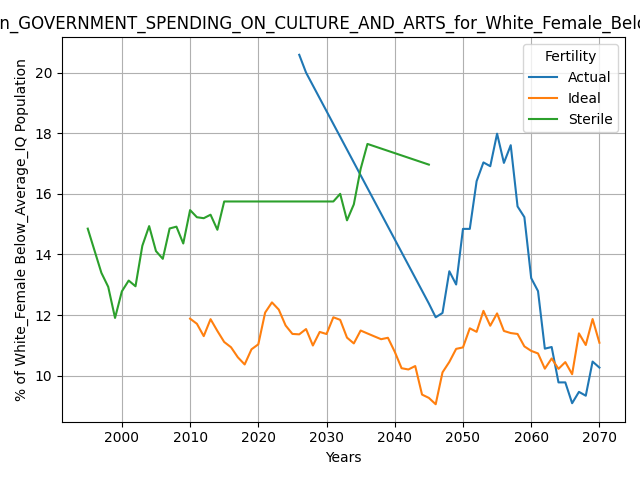 n_GOVERNMENT_SPENDING_ON_CULTURE_AND_ARTS_for_White_Female_Belo
% of White_Female Below_Average_IQ Population
20
18
16
14
12
10
Fertility
Actual
Ideal
Sterile
2000
2010
2020
2030
2040
2050
2060
2070
Years